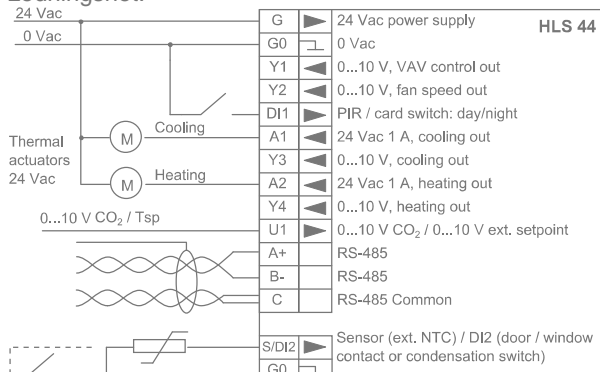 24 Vac
0 Vac
G 24 Vac power supply HLS 44
G0 0 Vac
Y1 0...10 V, VAV control out
Y2 0...10 V, fan speed out
DI1 PIR / card switch: day/night
Thermal actuators 24 Vac
M Cooling
A1 24 Vac 1 A, cooling out
Y3 0...10 V, cooling out
M Heating
A2 24 Vac 1 A, heating out
Y4 0...10 V, heating out
0...10 V CO₂ / Tsp
U1 0...10 V CO₂ / 0...10 V ext. setpoint
A+ RS-485
B- RS-485
C RS-485 Common
S/DI2 Sensor (ext. NTC) / DI2 (door / window
contact or condensation switch)
G0